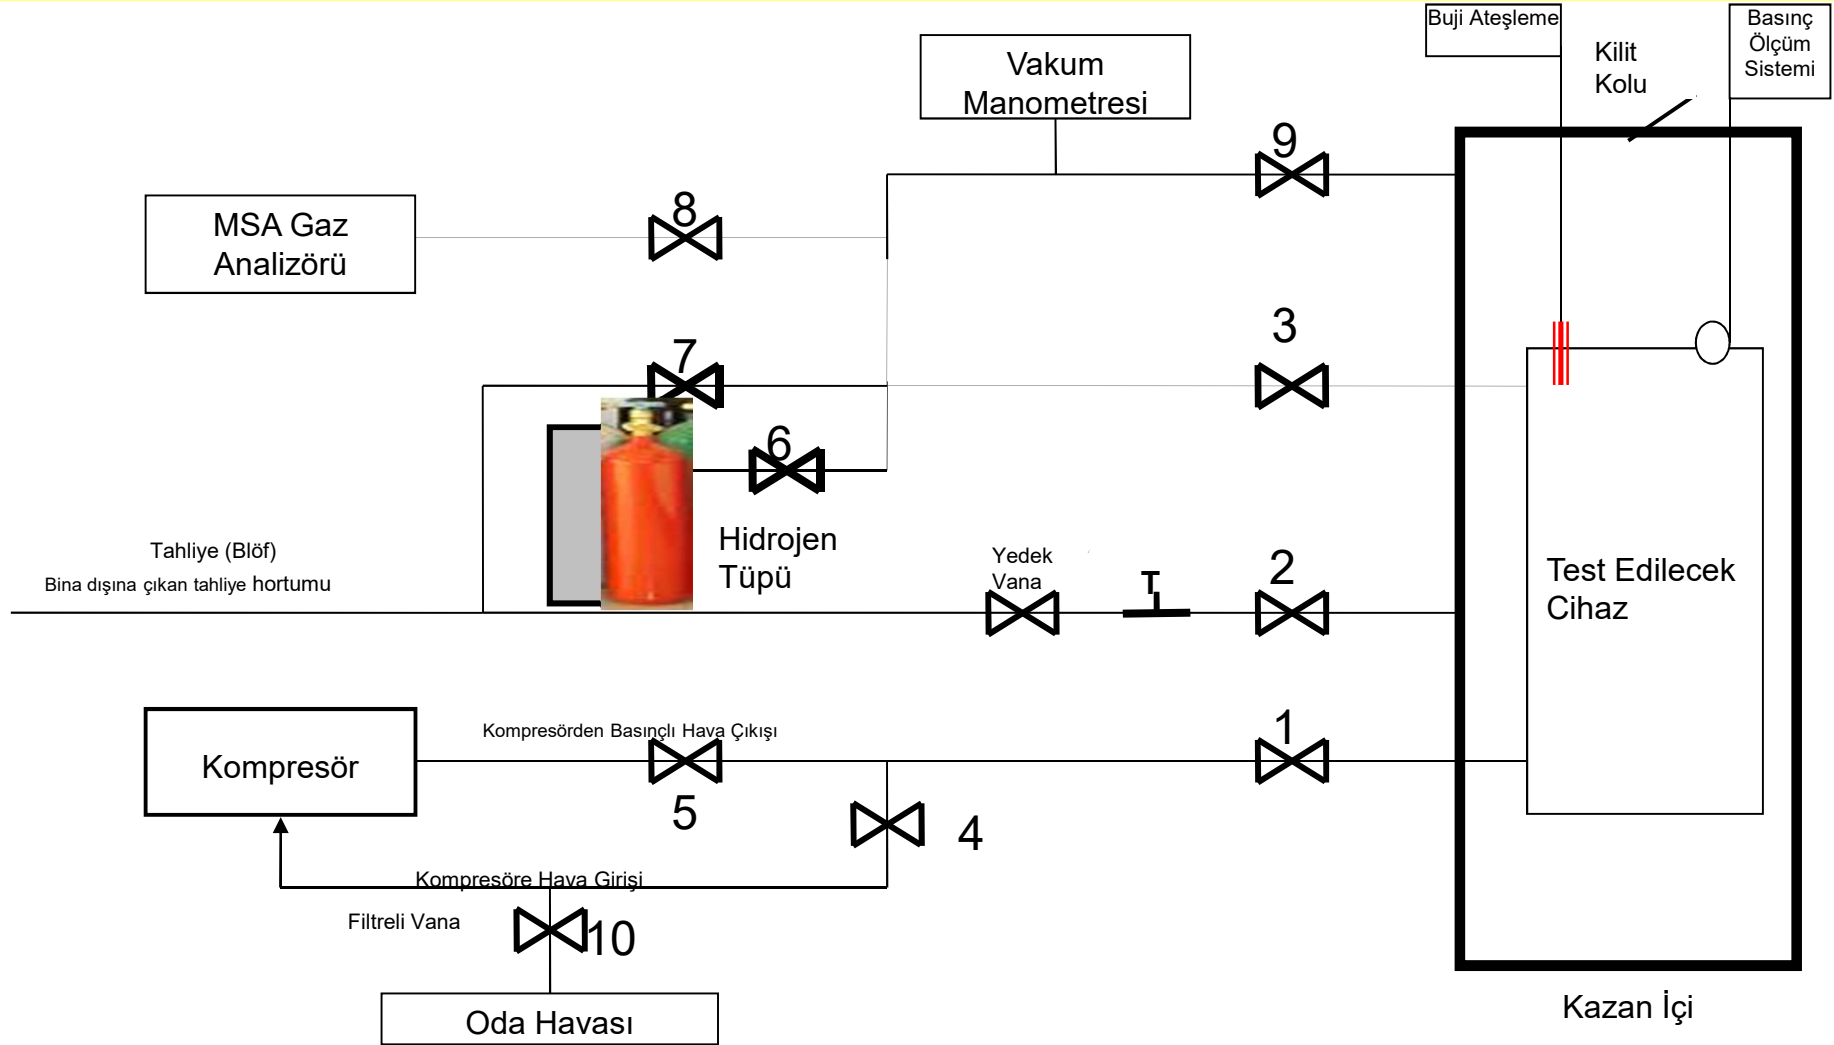 Buji Ateşleme
Basınç
Ölçüm
Sistemi
Kilit
Kolu
Vakum
Manometresi
9
8
MSA Gaz
Analizörü
3
7
6
Hidrojen
Tüpü
Tahliye (Blöf)
Bina dışına çıkan tahliye hortumu
Yedek
Vana
T
2
Test Edilecek
Cihaz
Kompresörden Basınçlı Hava Çıkışı
1
Kompresör
5
4
Kompresöre Hava Girişi
Filtreli Vana
10
Oda Havası
Kazan İçi